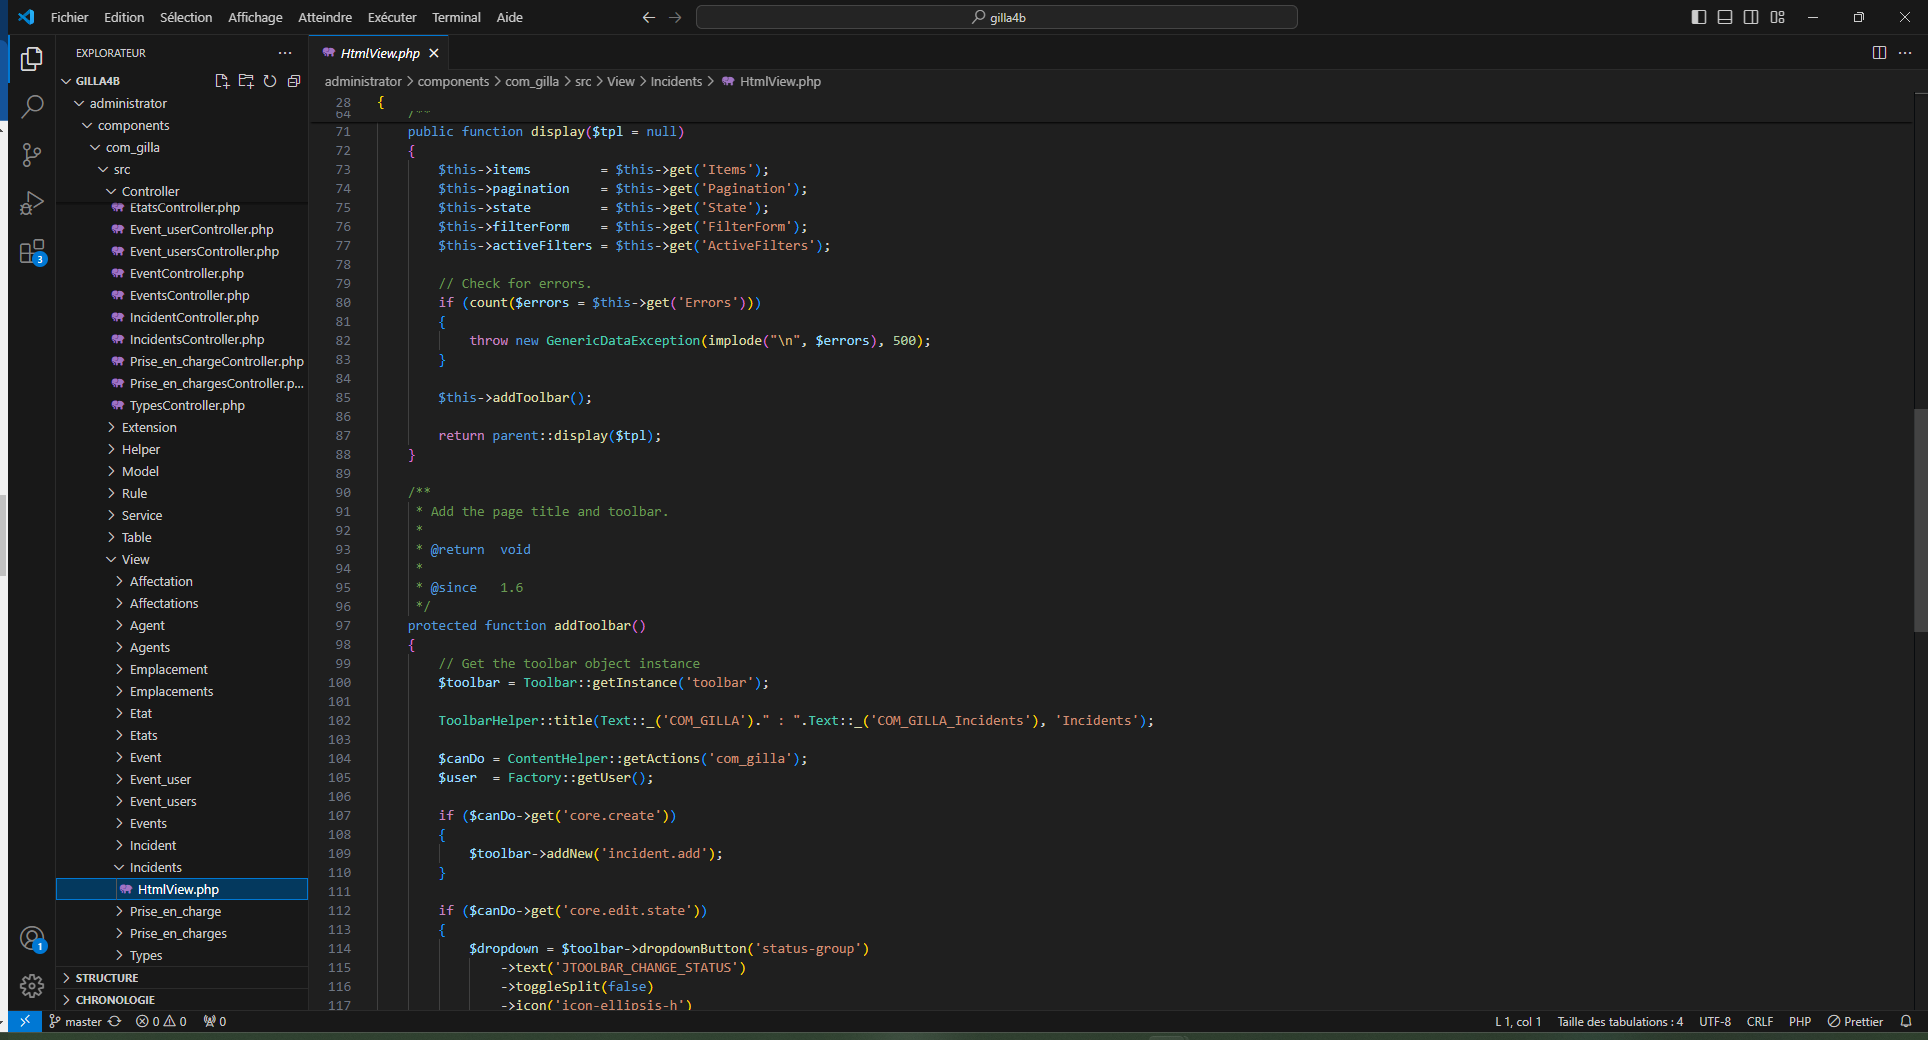 Fichier Edition Sélection Affichage Atteindre Exécuter Terminal Aide
gilla4b
EXPLORATEUR
GILLA4B
administrator
components
com_gilla
src
Controller
EtatsController.php
Event_userController.php
Event_usersController.php
EventController.php
EventsController.php
IncidentController.php
IncidentsController.php
Prise_en_chargeController.php
Prise_en_chargesController.p...
TypesController.php
Extension
Helper
Model
Rule
Service
Table
View
Affectation
Affectations
Agent
Agents
Emplacement
Emplacements
Etat
Etats
Event
Event_user
Event_users
Events
Incident
Incidents
HtmlView.php
Prise_en_charge
Prise_en_charges
Types
STRUCTURE
CHRONOLOGIE
3
1
HtmlView.php
administrator > components > com_gilla > src > View > Incidents > HtmlView.php
28 {
64 /**
71 public function display($tpl = null)
72 {
73 $this->items = $this->get('Items');
74 $this->pagination = $this->get('Pagination');
75 $this->state = $this->get('State');
76 $this->filterForm = $this->get('FilterForm');
77 $this->activeFilters = $this->get('ActiveFilters');
78
79 // Check for errors.
80 if (count($errors = $this->get('Errors')))
81 {
82 throw new GenericDataException(implode("\n", $errors), 500);
83 }
84
85 $this->addToolbar();
86
87 return parent::display($tpl);
88 }
89
90 /**
91 * Add the page title and toolbar.
92 *
93 * @return void
94 *
95 * @since 1.6
96 */
97 protected function addToolbar()
98 {
99 // Get the toolbar object instance
100 $toolbar = Toolbar::getInstance('toolbar');
101
102 ToolbarHelper::title(Text::_('COM_GILLA')." : ".Text::_('COM_GILLA_Incidents'), 'Incidents');
103
104 $canDo = ContentHelper::getActions('com_gilla');
105 $user = Factory::getUser();
106
107 if ($canDo->get('core.create'))
108 {
109 $toolbar->addNew('incident.add');
110 }
111
112 if ($canDo->get('core.edit.state'))
113 {
114 $dropdown = $toolbar->dropdownButton('status-group')
115 ->text('JTOOLBAR_CHANGE_STATUS')
116 ->toggleSplit(false)
117 ->icon('icon-ellipsis-h')
master 0 0 0
L 1, col 1 Taille des tabulations : 4 UTF-8 CRLF PHP Prettier